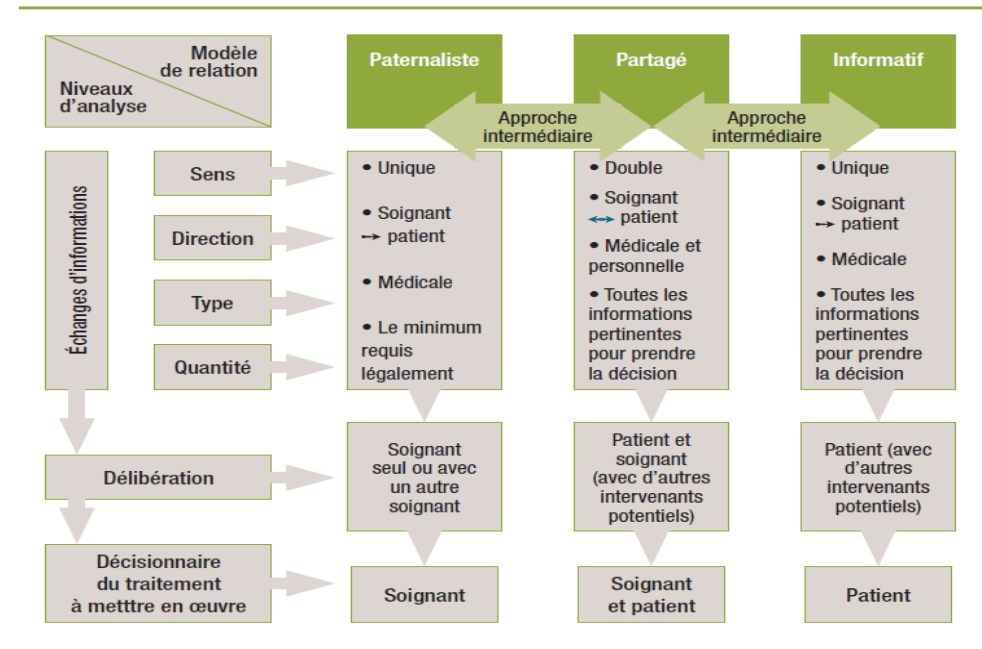 Modèle
de relation
Niveaux
d'analyse
Paternaliste
Partagé
Informatif
Approche
intermédiaire
Approche
intermédiaire
Échanges d'informations
Sens
Direction
Type
Quantité
• Unique
• Soignant
→ patient
• Médicale
• Le minimum
requis
légalement
• Double
• Soignant
↔ patient
• Médicale et
personnelle
• Toutes les
informations
pertinentes
pour prendre
la décision
• Unique
• Soignant
→ patient
• Médicale
• Toutes les
informations
pertinentes
pour prendre
la décision
Délibération
Soignant
seul ou avec
un autre
soignant
Patient et
soignant
(avec d'autres
intervenants
potentiels)
Patient (avec
d'autres
intervenants
potentiels)
Décisionnaire
du traitement
à metttre en œuvre
Soignant
Soignant
et patient
Patient